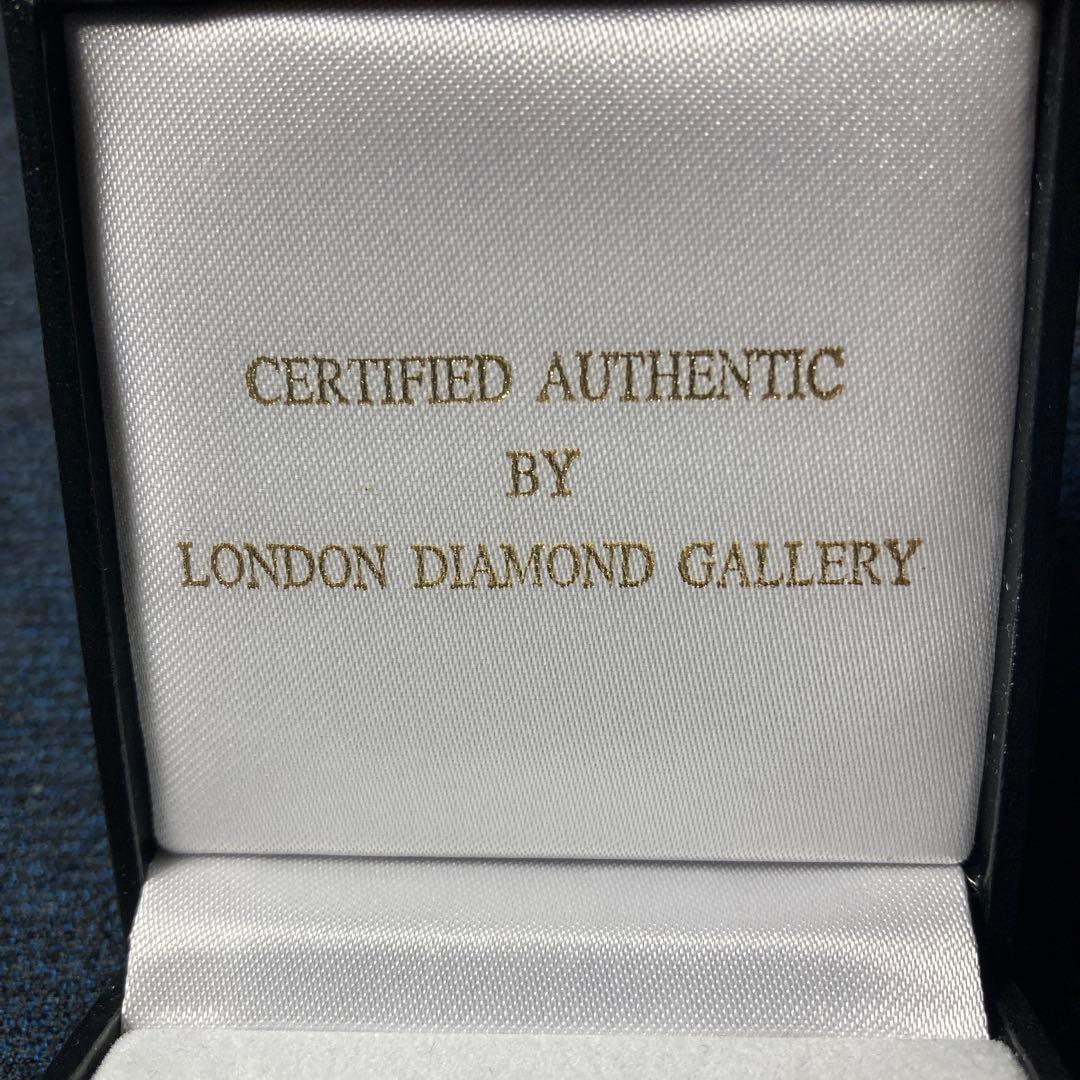 CERTIFIED AUTHENTIC
BY
LONDON DIAMOND GALLERY